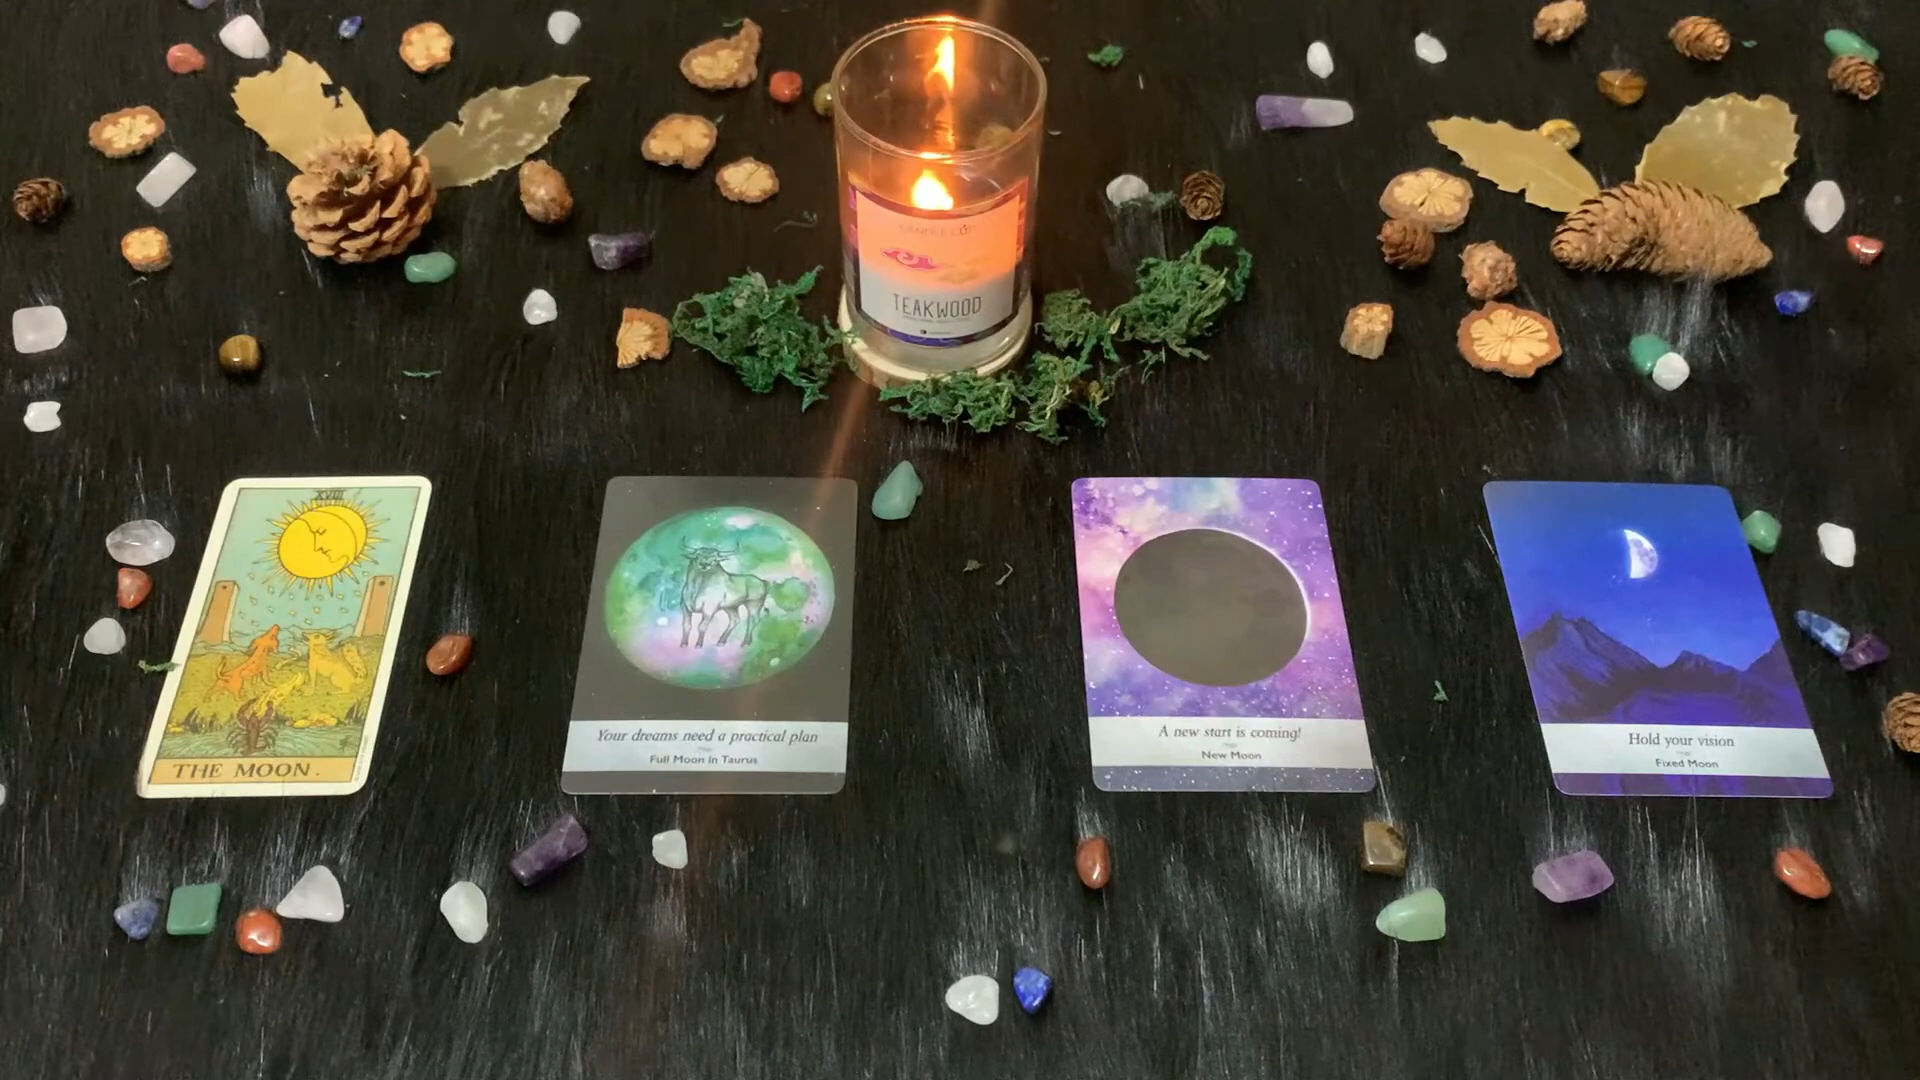 CANDLE CUP
TEAKWOOD
XVIII
THE MOON.
Your dreams need a practical plan
Full Moon in Taurus
A new start is coming!
New Moon
Hold your vision
Fixed Moon